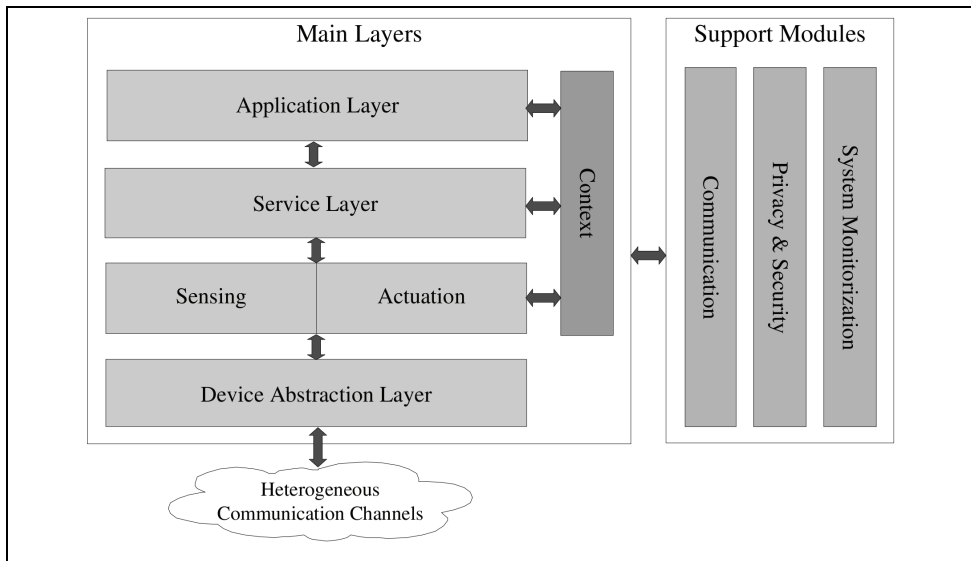 Main Layers
Application Layer
Service Layer
Sensing
Actuation
Device Abstraction Layer
Context
Heterogeneous
Communication Channels
Support Modules
Communication
Privacy & Security
System Monitorization